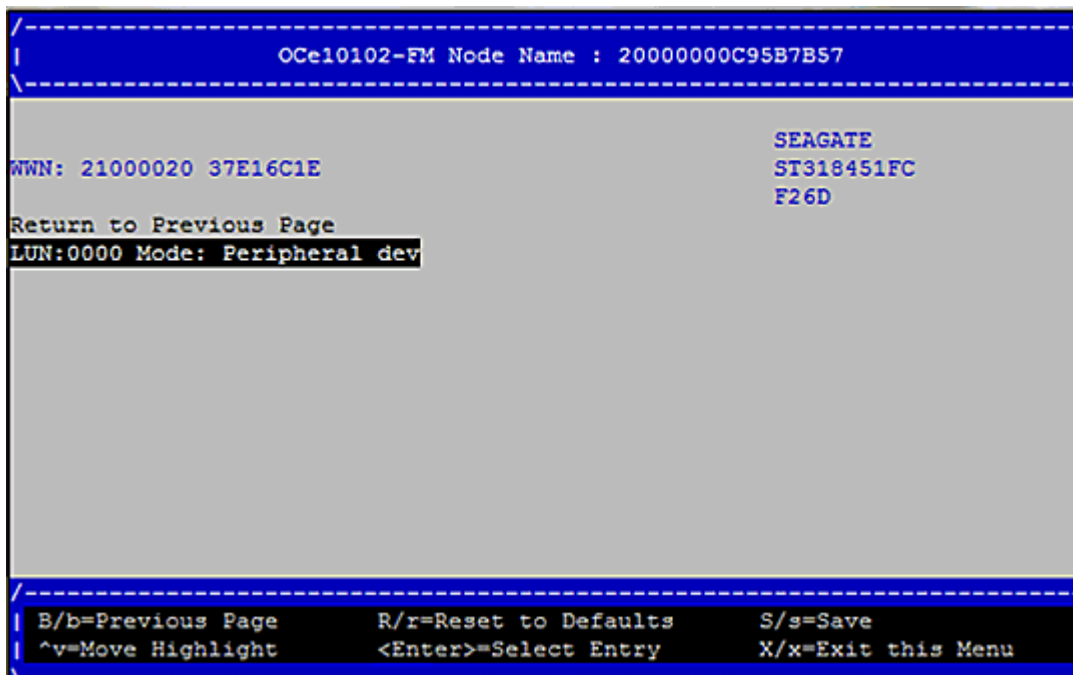 OCe10102-FM Node Name : 20000000C95B7B57
SEAGATE
WWN: 21000020 37E16C1E ST318451FC
F26D
Return to Previous Page
LUN:0000 Mode: Peripheral dev
B/b=Previous Page R/r=Reset to Defaults S/s=Save
^v=Move Highlight <Enter>=Select Entry X/x=Exit this Menu